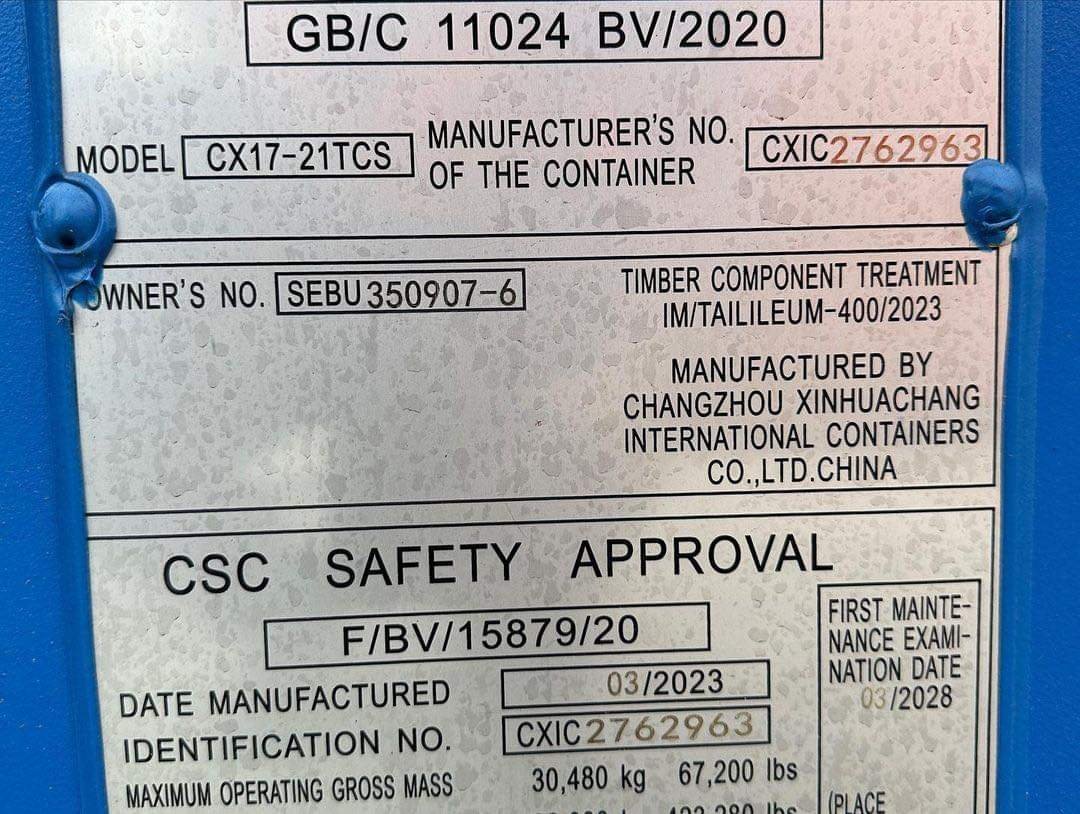 GB/C 11024 BV/2020
MODEL CX17-21TCS MANUFACTURER'S NO. OF THE CONTAINER CXIC2762963
OWNER'S NO. SEBU350907-6
TIMBER COMPONENT TREATMENT
IM/TAILILEUM-400/2023
MANUFACTURED BY
CHANGZHOU XINHUACHANG
INTERNATIONAL CONTAINERS
CO.,LTD.CHINA
CSC SAFETY APPROVAL
F/BV/15879/20
DATE MANUFACTURED 03/2023
IDENTIFICATION NO. CXIC2762963
MAXIMUM OPERATING GROSS MASS 30,480 kg 67,200 lbs
FIRST MAINTE-
NANCE EXAMI-
NATION DATE
03/2028
(PLACE